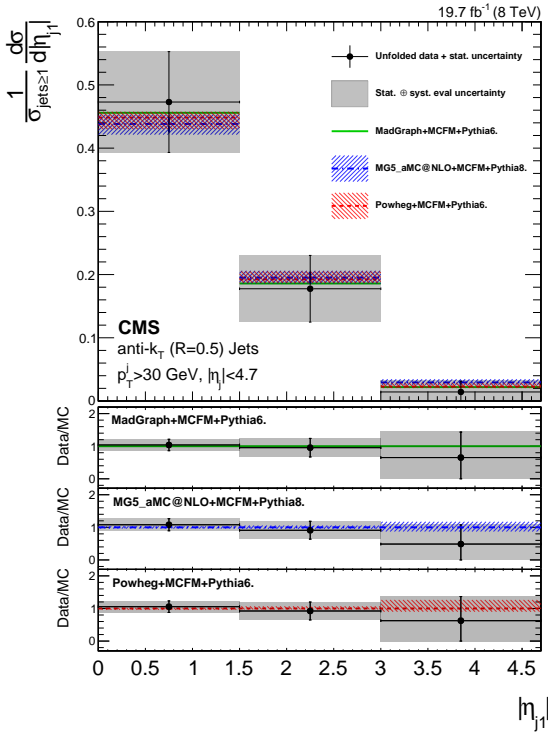 19.7 fb⁻¹ (8 TeV)
1/σ_jets≥1 dσ/d|η_j1|
0.6
Unfolded data + stat. uncertainty
Stat. ⊕ syst. eval uncertainty
MadGraph+MCFM+Pythia6.
MG5_aMC@NLO+MCFM+Pythia8.
Powheg+MCFM+Pythia6.
0.5
0.4
0.3
0.2
0.1
CMS
anti-k_T (R=0.5) Jets
p_T^j>30 GeV, |η_j|<4.7
Data/MC
2
1
0
MadGraph+MCFM+Pythia6.
Data/MC
2
1
0
MG5_aMC@NLO+MCFM+Pythia8.
Data/MC
2
1
0
Powheg+MCFM+Pythia6.
0 0.5 1 1.5 2 2.5 3 3.5 4 4.5
|η_j1|